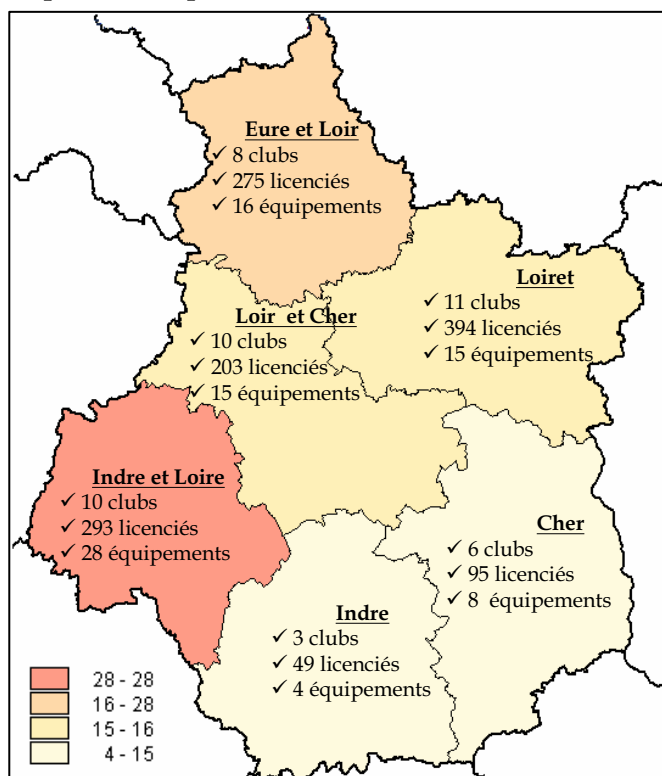 Eure et Loir
✓ 8 clubs
✓ 275 licenciés
✓ 16 équipements
Loiret
✓ 11 clubs
✓ 394 licenciés
✓ 15 équipements
Loir et Cher
✓ 10 clubs
✓ 203 licenciés
✓ 15 équipements
Indre et Loire
✓ 10 clubs
✓ 293 licenciés
✓ 28 équipements
Cher
✓ 6 clubs
✓ 95 licenciés
✓ 8 équipements
Indre
✓ 3 clubs
✓ 49 licenciés
✓ 4 équipements
28 - 28
16 - 28
15 - 16
4 - 15